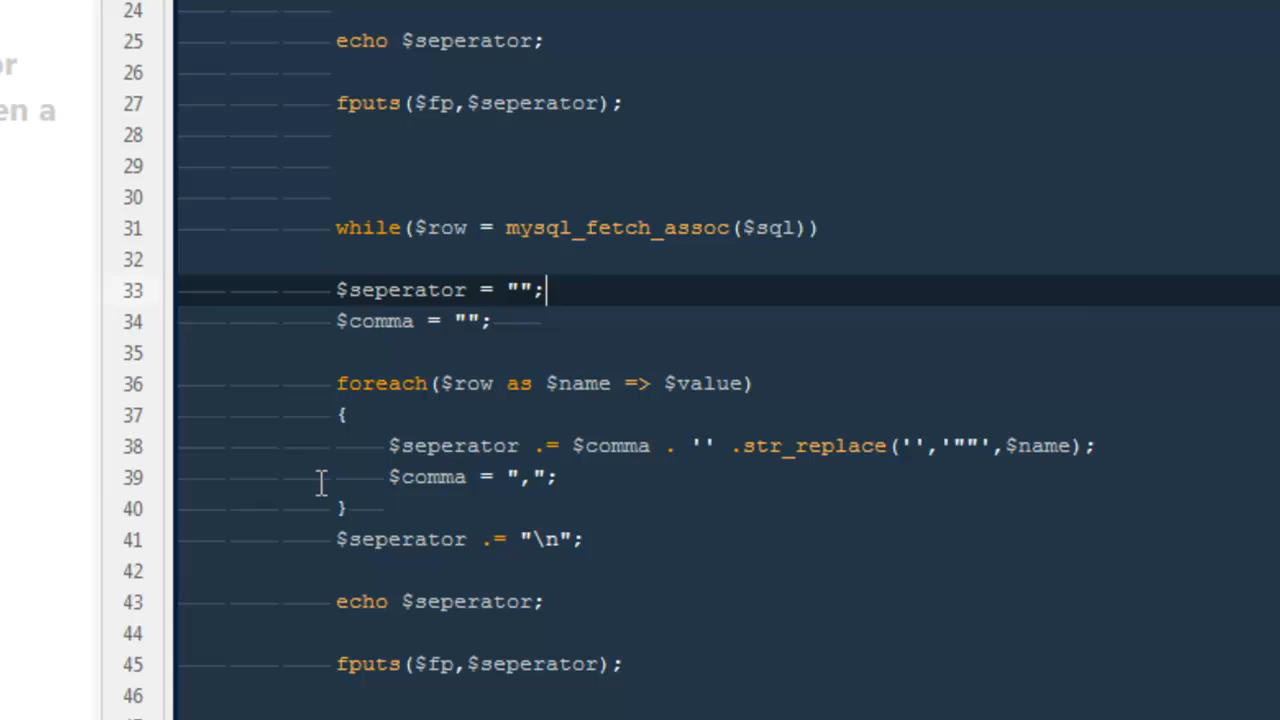 or
en a
24
25 echo $seperator;
26
27 fputs($fp,$seperator);
28
29
30
31 while($row = mysql_fetch_assoc($sql))
32
33 $seperator = "";
34 $comma = "";
35
36 foreach($row as $name => $value)
37 {
38 $seperator .= $comma . '' .str_replace('','""',$name);
39 $comma = ",";
40 }
41 $seperator .= "\n";
42
43 echo $seperator;
44
45 fputs($fp,$seperator);
46